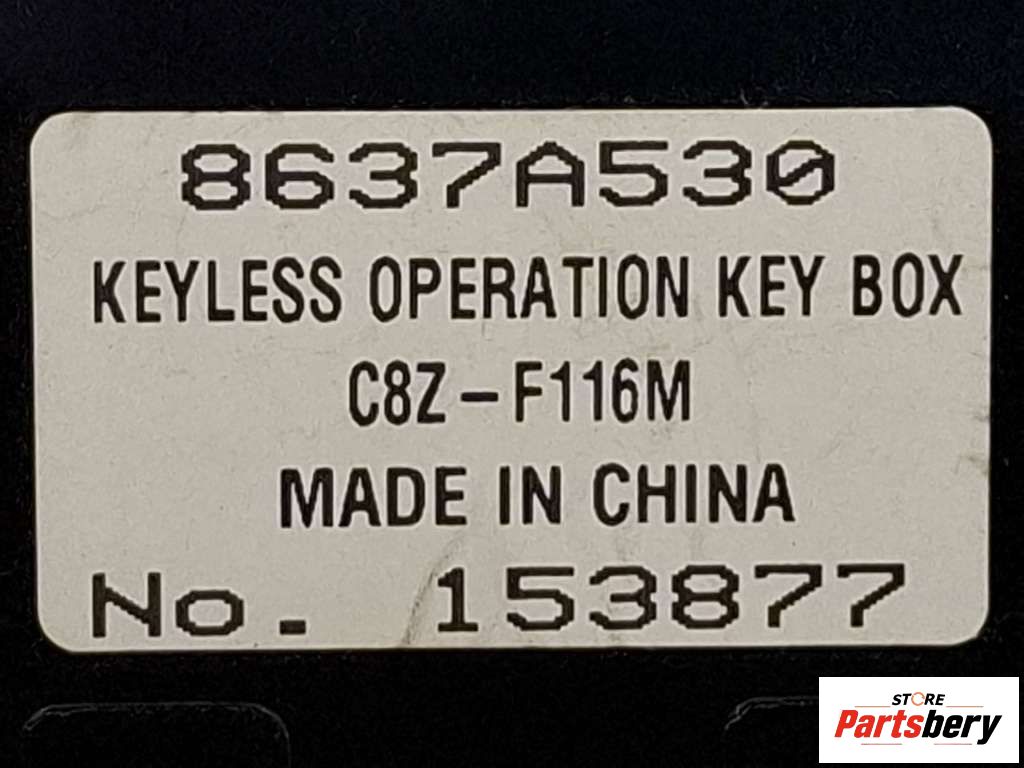 8637A530
KEYLESS OPERATION KEY BOX
C8Z-F116M
MADE IN CHINA
No. 153877
STORE
Partsbery